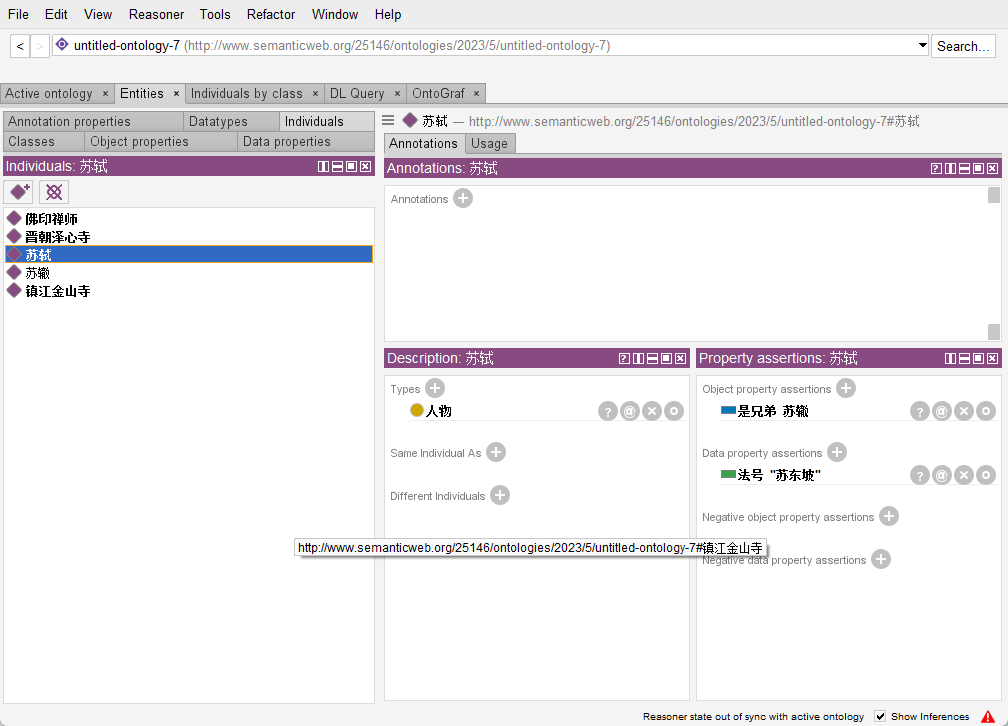 File Edit View Reasoner Tools Refactor Window Help
< > untitled-ontology-7 (http://www.semanticweb.org/25146/ontologies/2023/5/untitled-ontology-7) Search...
Active ontology × Entities × Individuals by class × DL Query × OntoGraf ×
Annotation properties Datatypes Individuals
Classes Object properties Data properties
Individuals: 苏轼
佛印禅师
晋朝泽心寺
苏轼
苏辙
镇江金山寺
苏轼 — http://www.semanticweb.org/25146/ontologies/2023/5/untitled-ontology-7#苏轼
Annotations Usage
Annotations: 苏轼
Annotations
Description: 苏轼
Types
人物
Same Individual As
Different Individuals
Property assertions: 苏轼
Object property assertions
是兄弟 苏辙
Data property assertions
法号 "苏东坡"
Negative object property assertions
http://www.semanticweb.org/25146/ontologies/2023/5/untitled-ontology-7#镇江金山寺
Negative data property assertions
Reasoner state out of sync with active ontology Show Inferences